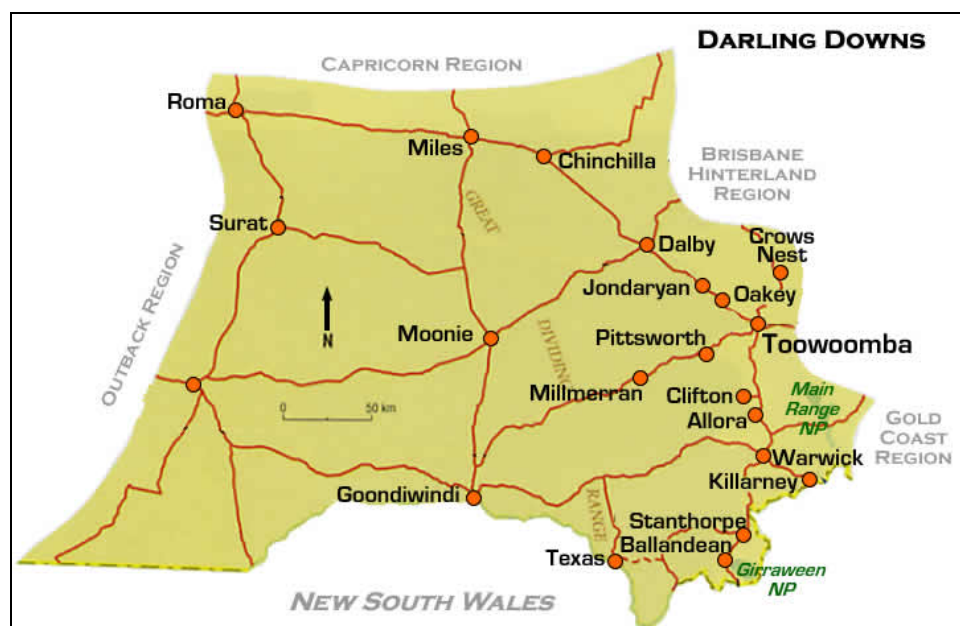 DARLING DOWNS
CAPRICORN REGION
Roma
Miles
Chinchilla
BRISBANE
HINTERLAND
REGION
GREAT
Surat
Dalby
Crows
Nest
Jondaryan
Oakey
OUTBACK REGION
N
Moonie
DIVIDING
Pittsworth
Toowoomba
Millmerran
Clifton
Main
Range
NP
0 50 km
Allora
GOLD
COAST
REGION
Warwick
Killarney
Goondiwindi
RANGE
Stanthorpe
Texas
Ballandean
Girraween
NP
NEW SOUTH WALES